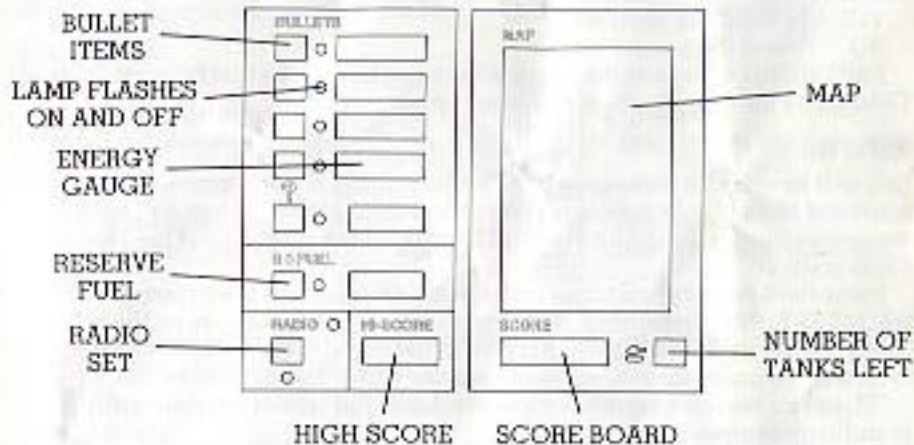 BULLETS
BULLET
ITEMS
LAMP FLASHES
ON AND OFF
ENERGY
GAUGE
RESERVE
FUEL
RADIO
SET
FUEL
RADIO
HI-SCORE
HIGH SCORE
MAP
MAP
SCORE
NUMBER OF
TANKS LEFT
SCORE BOARD